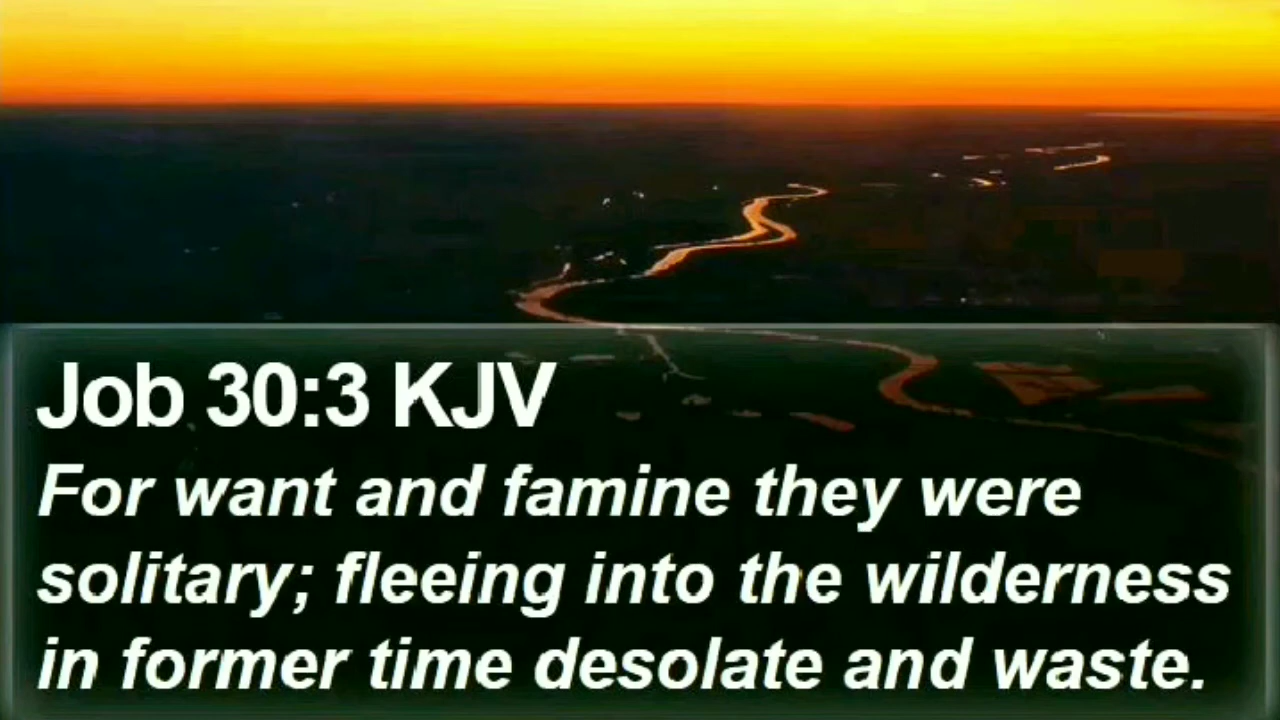 Job 30:3 KJV
For want and famine they were
solitary; fleeing into the wilderness
in former time desolate and waste.